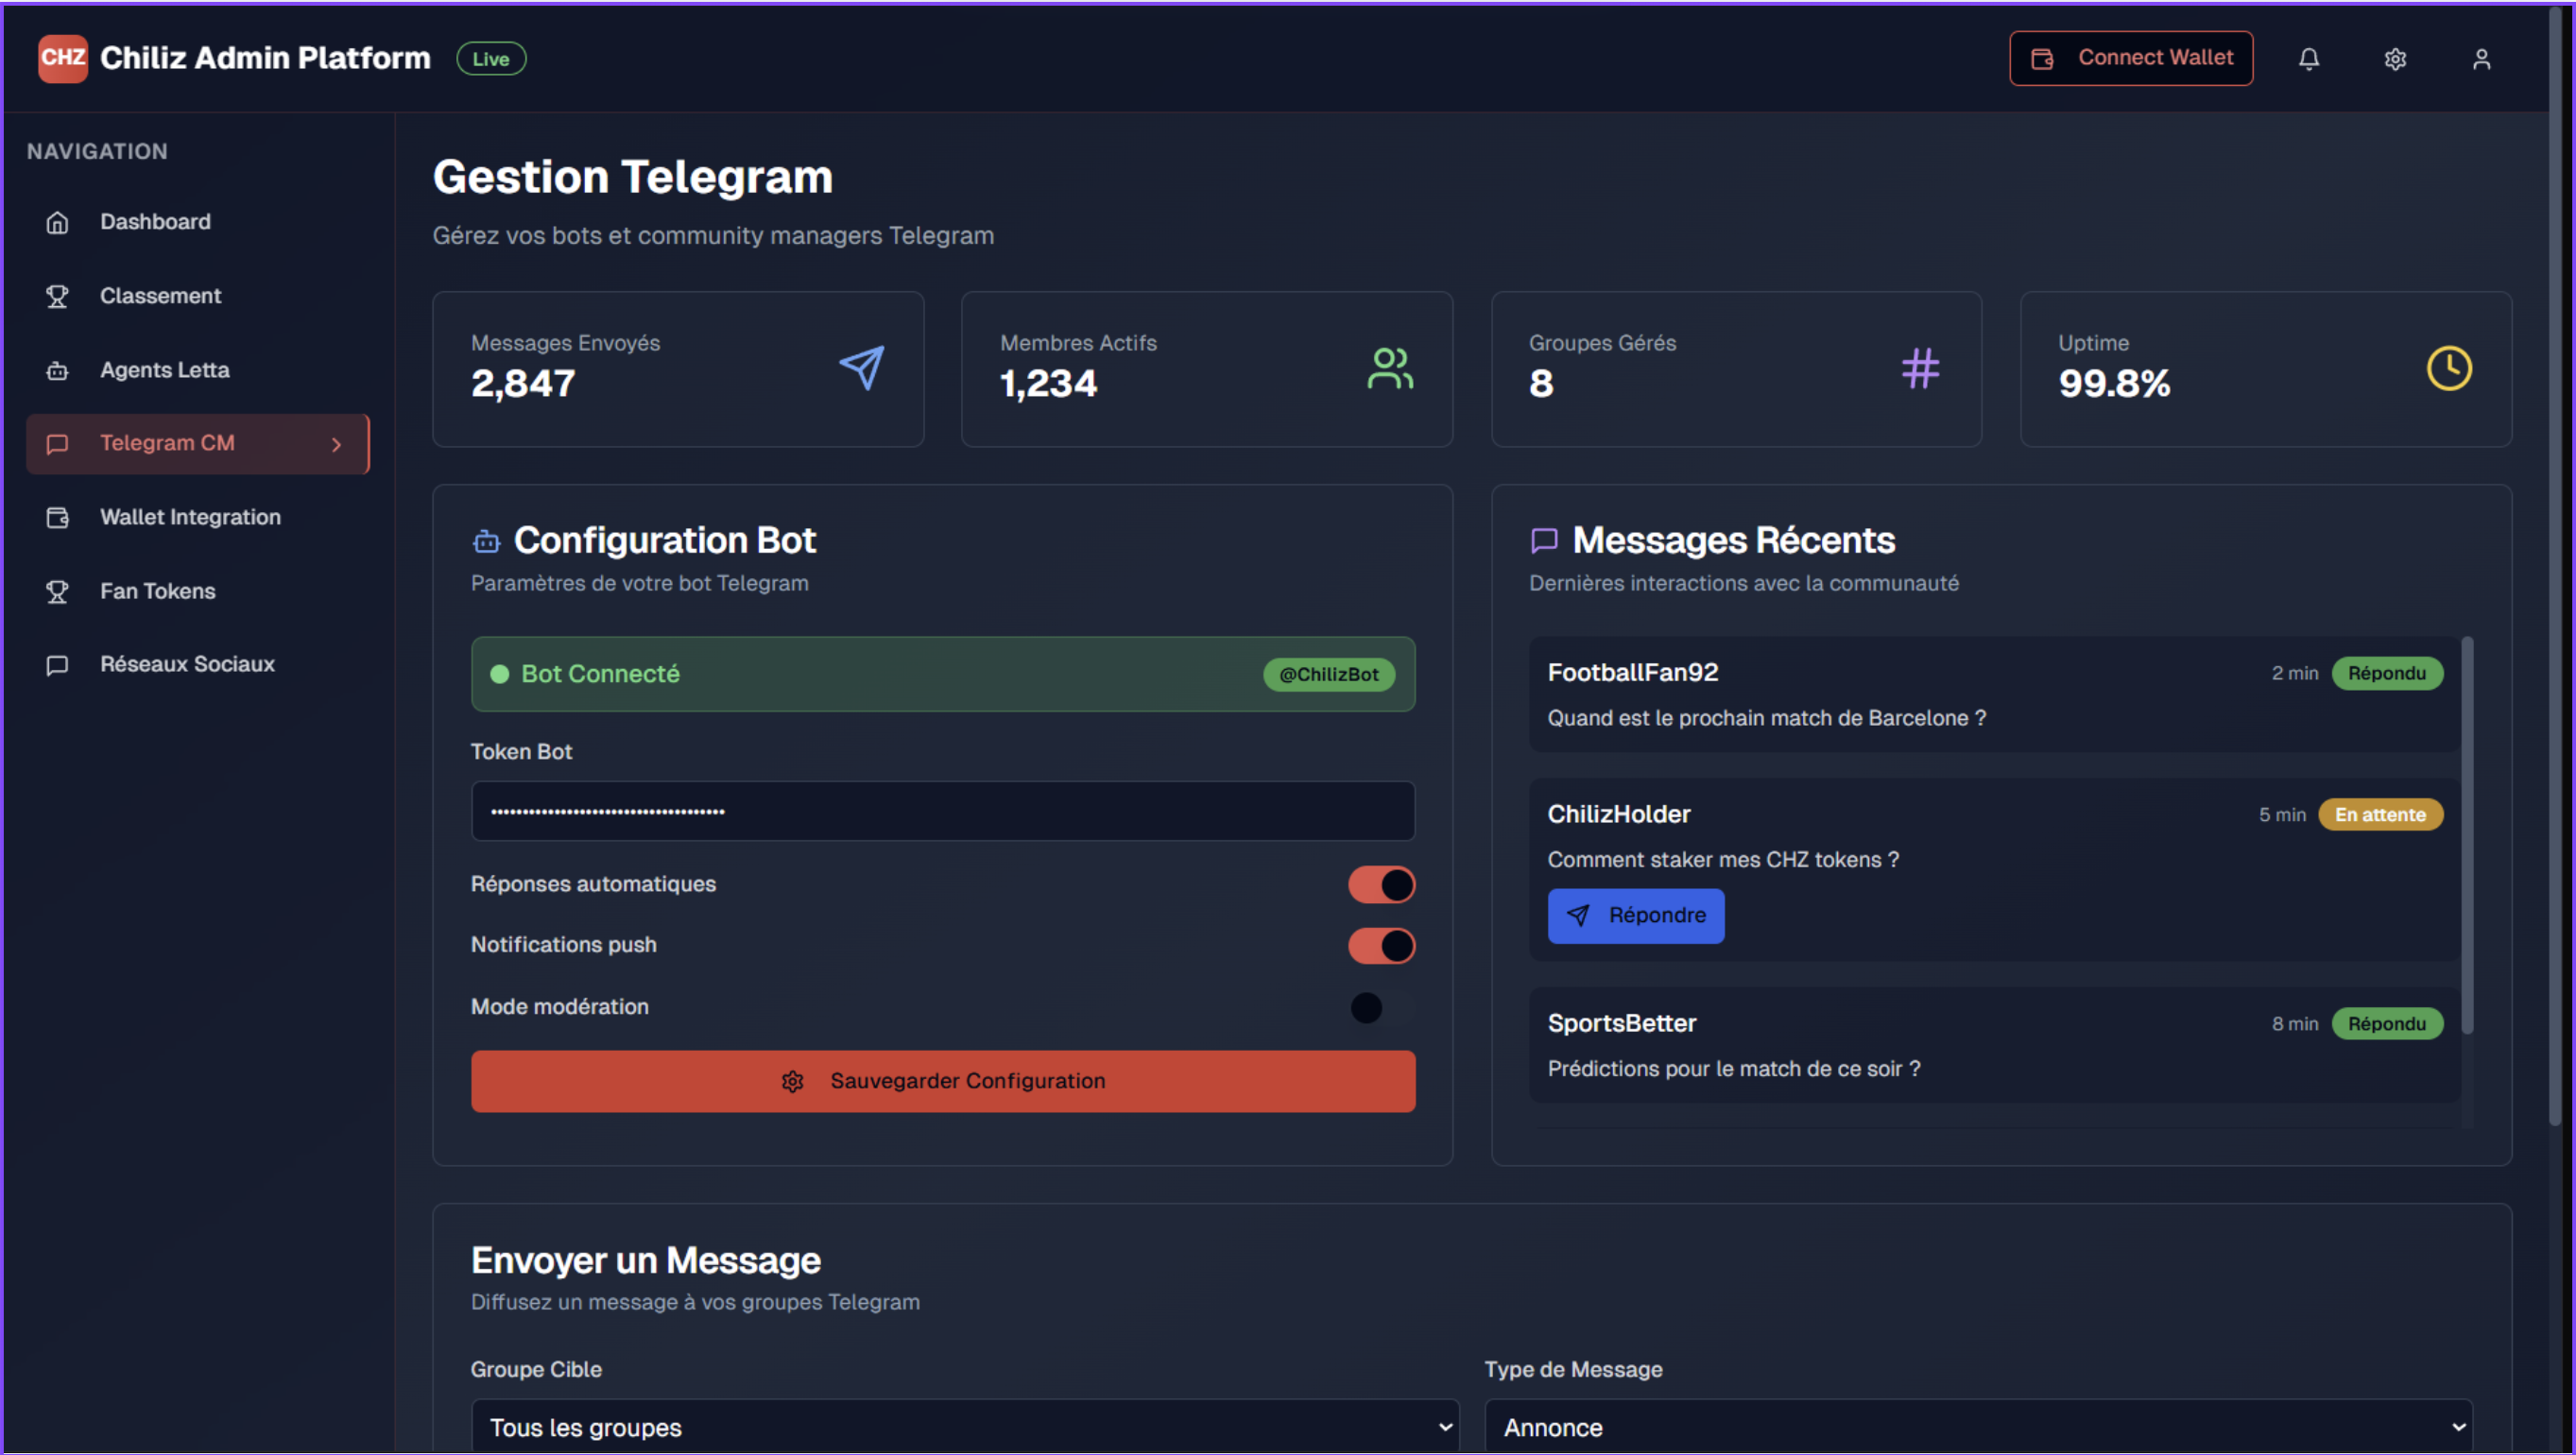 CHZ Chiliz Admin Platform Live
Connect Wallet
NAVIGATION
Dashboard
Classement
Agents Letta
Telegram CM
Wallet Integration
Fan Tokens
Réseaux Sociaux
Gestion Telegram
Gérez vos bots et community managers Telegram
Messages Envoyés
2,847
Membres Actifs
1,234
Groupes Gérés
8
Uptime
99.8%
Configuration Bot
Paramètres de votre bot Telegram
Bot Connecté @ChilizBot
Token Bot
••••••••••••••••••••••••••••••••••••••
Réponses automatiques
Notifications push
Mode modération
Sauvegarder Configuration
Messages Récents
Dernières interactions avec la communauté
FootballFan92 2 min Répondu
Quand est le prochain match de Barcelone ?
ChilizHolder 5 min En attente
Comment staker mes CHZ tokens ?
Répondre
SportsBetter 8 min Répondu
Prédictions pour le match de ce soir ?
Envoyer un Message
Diffusez un message à vos groupes Telegram
Groupe Cible
Tous les groupes
Type de Message
Annonce